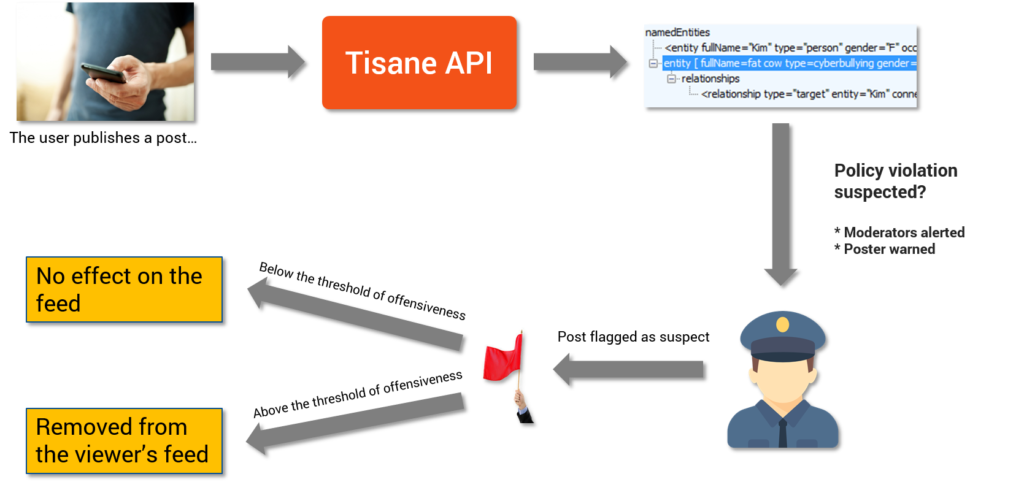 The user publishes a post...
Tisane API
namedEntities
<entity fullName="Kim" type="person" gender="F" occ
entity [ fullName=fat cow type=cyberbullying gender=
relationships
<relationship type="target" entity="Kim" conne
Policy violation
suspected?
* Moderators alerted
* Poster warned
Post flagged as suspect
Below the threshold of offensiveness
Above the threshold of offensiveness
No effect on the
feed
Removed from
the viewer's feed